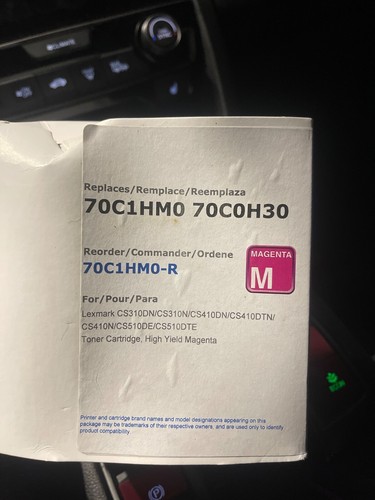 CLIMATE
Replaces/Remplace/Reemplaza
70C1HM0 70C0H30
Reorder/Commander/Ordene
70C1HM0-R
MAGENTA
M
For/Pour/Para
Lexmark CS310DN/CS310N/CS410DN/CS410DTN/
CS410N/CS510DE/CS510DTE
Toner Cartridge, High Yield Magenta
Printer and cartridge brand names and model designations appearing on this
package may be trademarks of their respective owners, and are used only to identify
product compatibility.